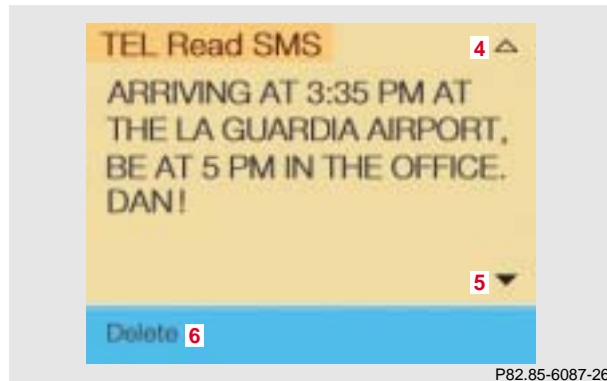 TEL Read SMS
4
ARRIVING AT 3:35 PM AT
THE LA GUARDIA AIRPORT,
BE AT 5 PM IN THE OFFICE.
DAN!
5
Delete 6
P82.85-6087-26